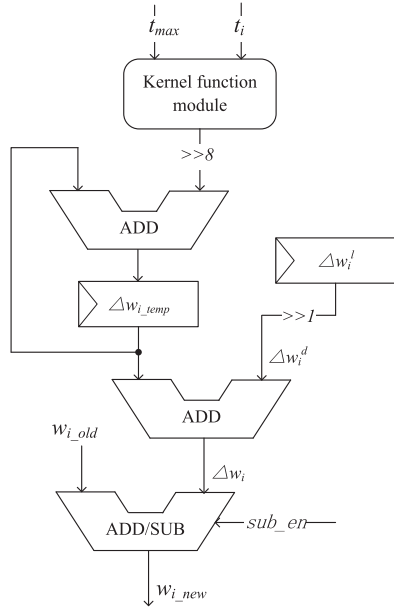 t_max t_i
Kernel function
module
>>8
ADD
△w_i_temp
△w_i^l
>>1
△w_i^d
ADD
w_i_old
△w_i
ADD/SUB
sub_en
w_i_new